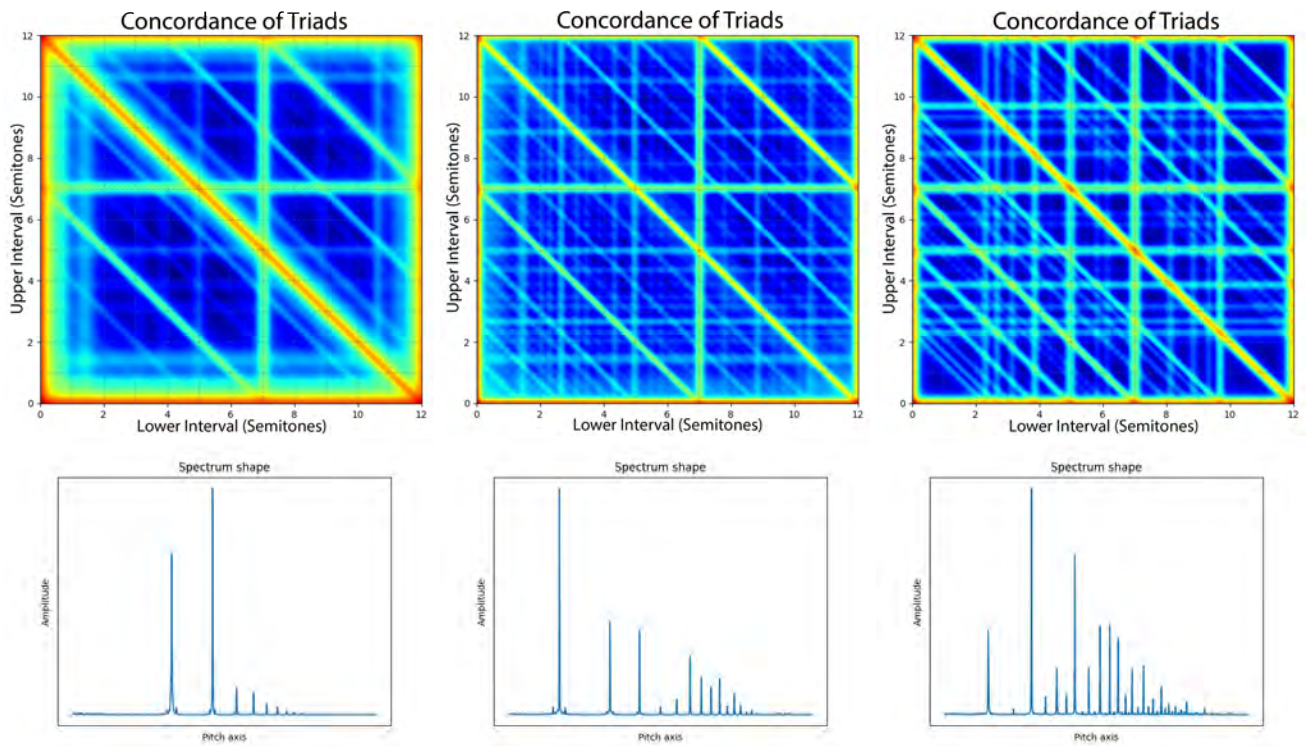 Concordance of Triads
Concordance of Triads
Concordance of Triads
12
10
8
6
4
2
0
Upper Interval (Semitones)
0 2 4 6 8 10 12
Lower Interval (Semitones)
12
10
8
6
4
2
0
Upper Interval (Semitones)
0 2 4 6 8 10 12
Lower Interval (Semitones)
12
10
8
6
4
2
0
Upper Interval (Semitones)
0 2 4 6 8 10 12
Lower Interval (Semitones)
Spectrum shape
Amplitude
Pitch axis
Spectrum shape
Amplitude
Pitch axis
Spectrum shape
Amplitude
Pitch axis